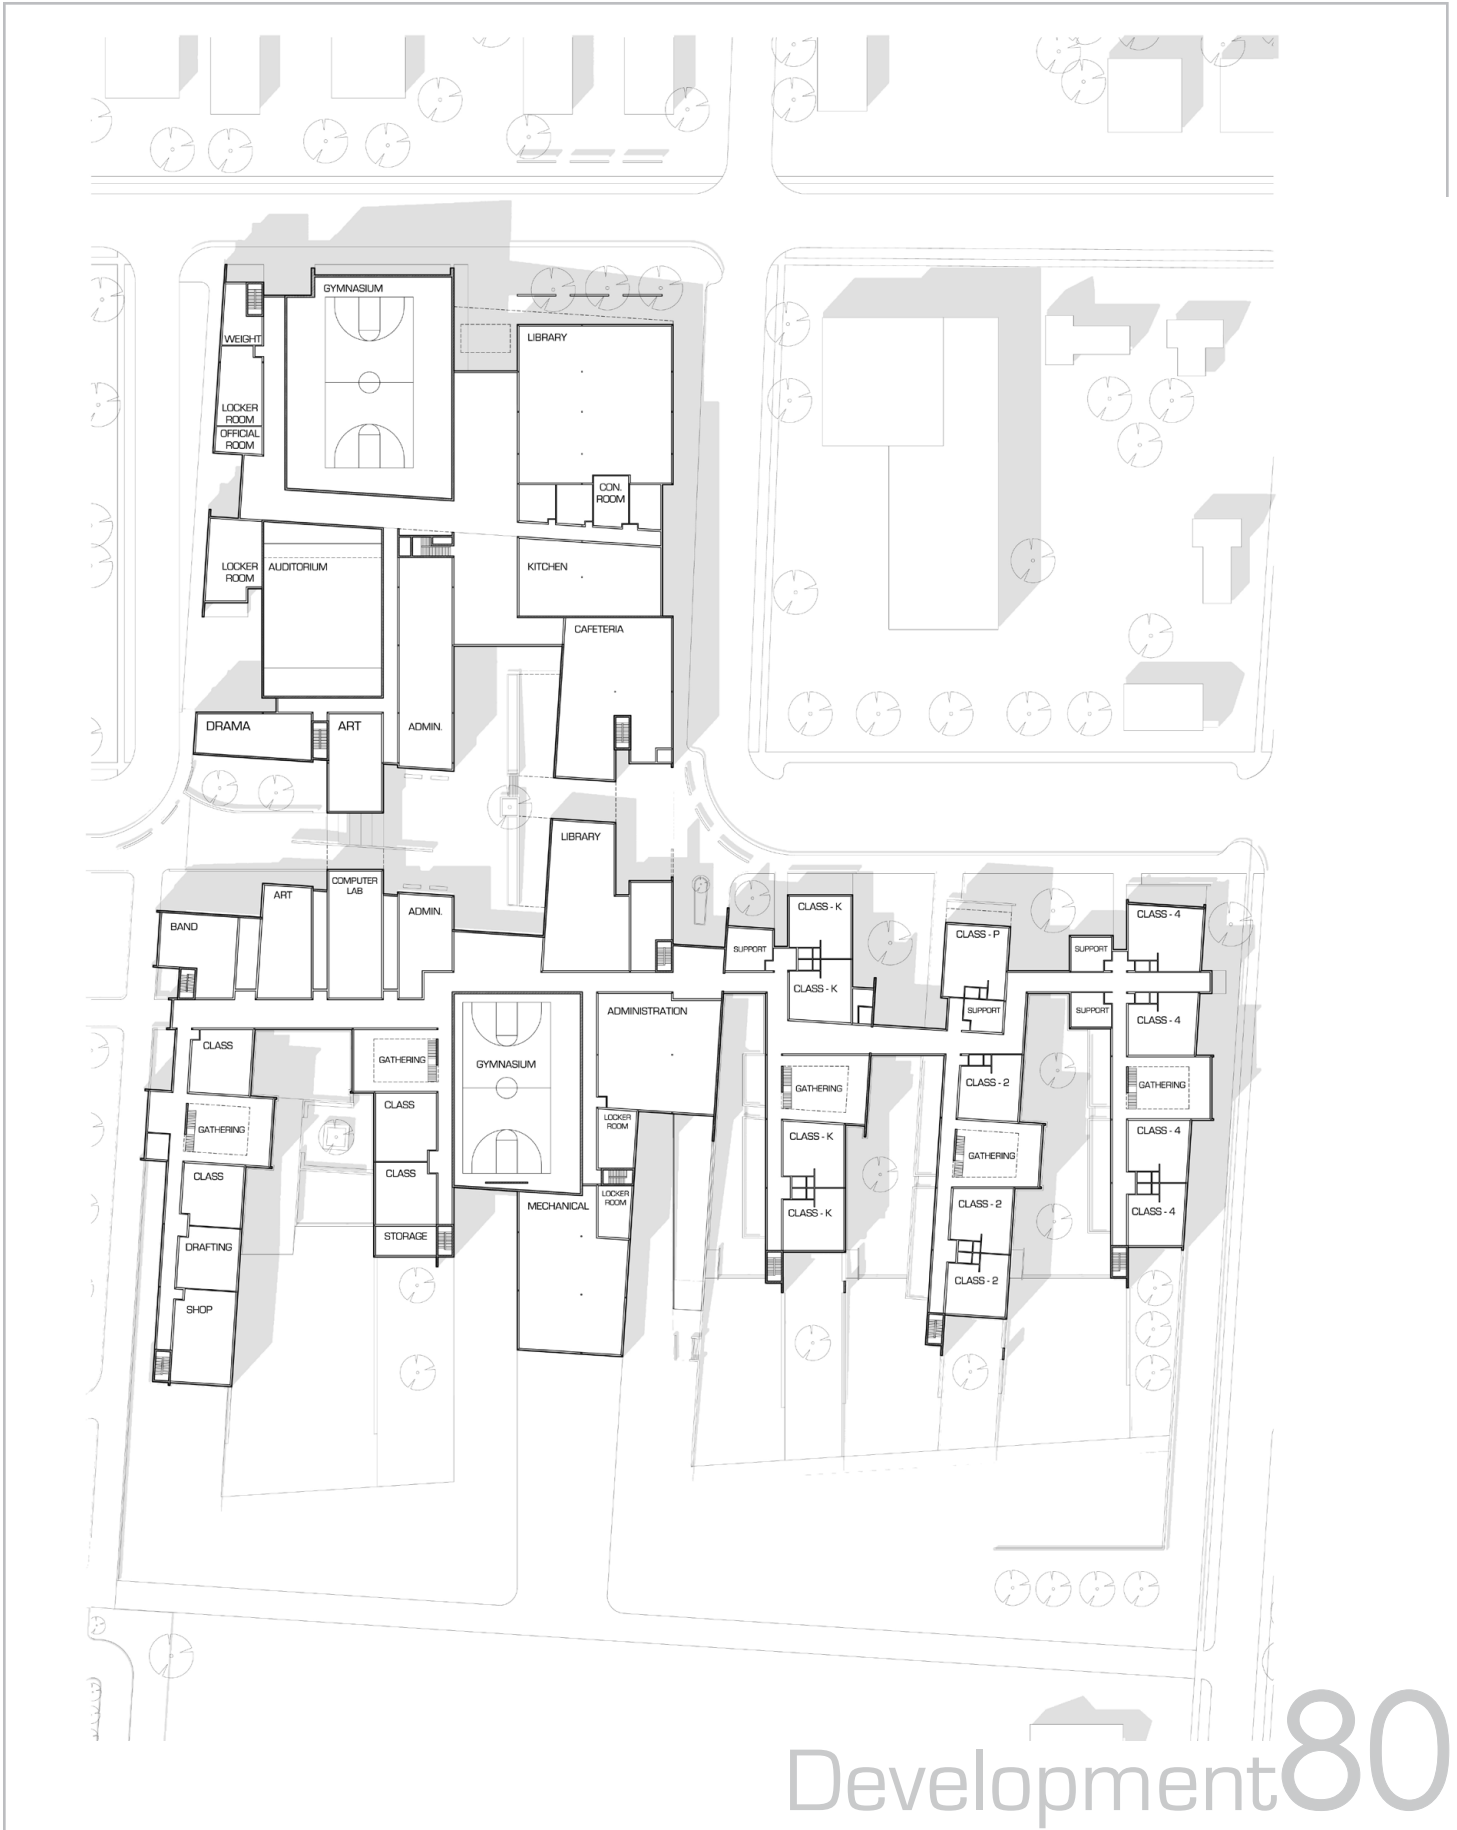 GYMNASIUM
LIBRARY
WEIGHT
LOCKER
ROOM
OFFICIAL
ROOM
CON.
ROOM
LOCKER
ROOM
AUDITORIUM
KITCHEN
CAFETERIA
DRAMA
ART
ADMIN.
LIBRARY
COMPUTER
LAB
ART
ADMIN.
BAND
CLASS - K
CLASS - 4
CLASS - P
SUPPORT
SUPPORT
CLASS - K
SUPPORT
SUPPORT
CLASS - 4
ADMINISTRATION
CLASS
GATHERING
GYMNASIUM
CLASS - 2
GATHERING
GATHERING
CLASS
LOCKER
ROOM
GATHERING
CLASS - K
CLASS - 4
GATHERING
CLASS
CLASS
LOCKER
ROOM
MECHANICAL
CLASS - 2
CLASS - K
CLASS - 4
STORAGE
DRAFTING
CLASS - 2
SHOP
Development80